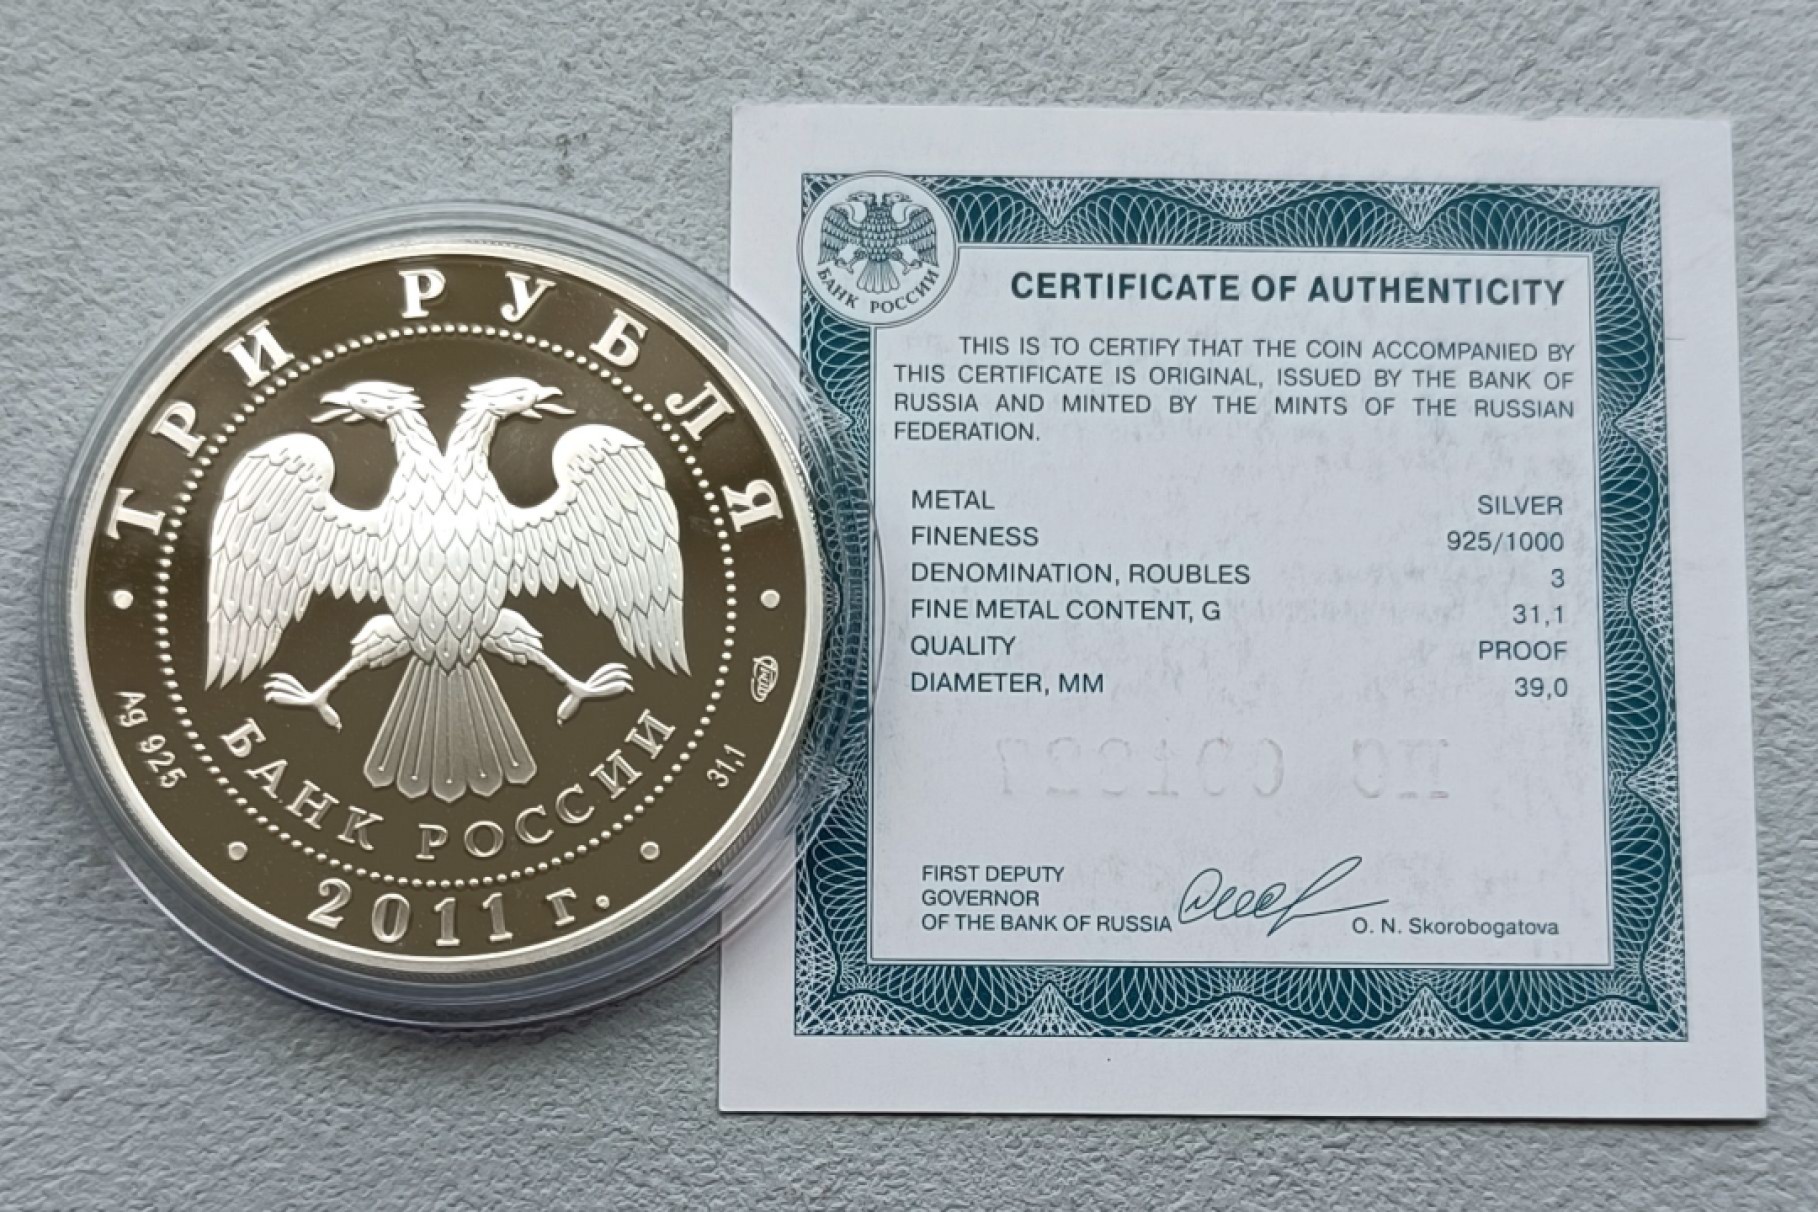 ТРИ РУБЛЯ
Ag 925
БАНК РОССИИ
31,1
2011 г.
БАНК РОССИИ
CERTIFICATE OF AUTHENTICITY
THIS IS TO CERTIFY THAT THE COIN ACCOMPANIED BY
THIS CERTIFICATE IS ORIGINAL, ISSUED BY THE BANK OF
RUSSIA AND MINTED BY THE MINTS OF THE RUSSIAN
FEDERATION.
METAL SILVER
FINENESS 925/1000
DENOMINATION, ROUBLES 3
FINE METAL CONTENT, G 31,1
QUALITY PROOF
DIAMETER, MM 39,0
FIRST DEPUTY
GOVERNOR
OF THE BANK OF RUSSIA O. N. Skorobogatova